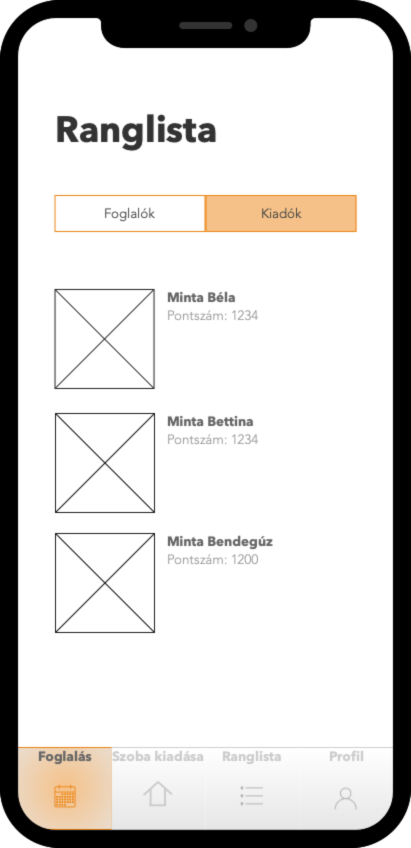 Ranglista
Foglalók Kiadók
Minta Béla
Pontszám: 1234
Minta Bettina
Pontszám: 1234
Minta Bendegúz
Pontszám: 1200
Foglalás Szoba kiadása Ranglista Profil